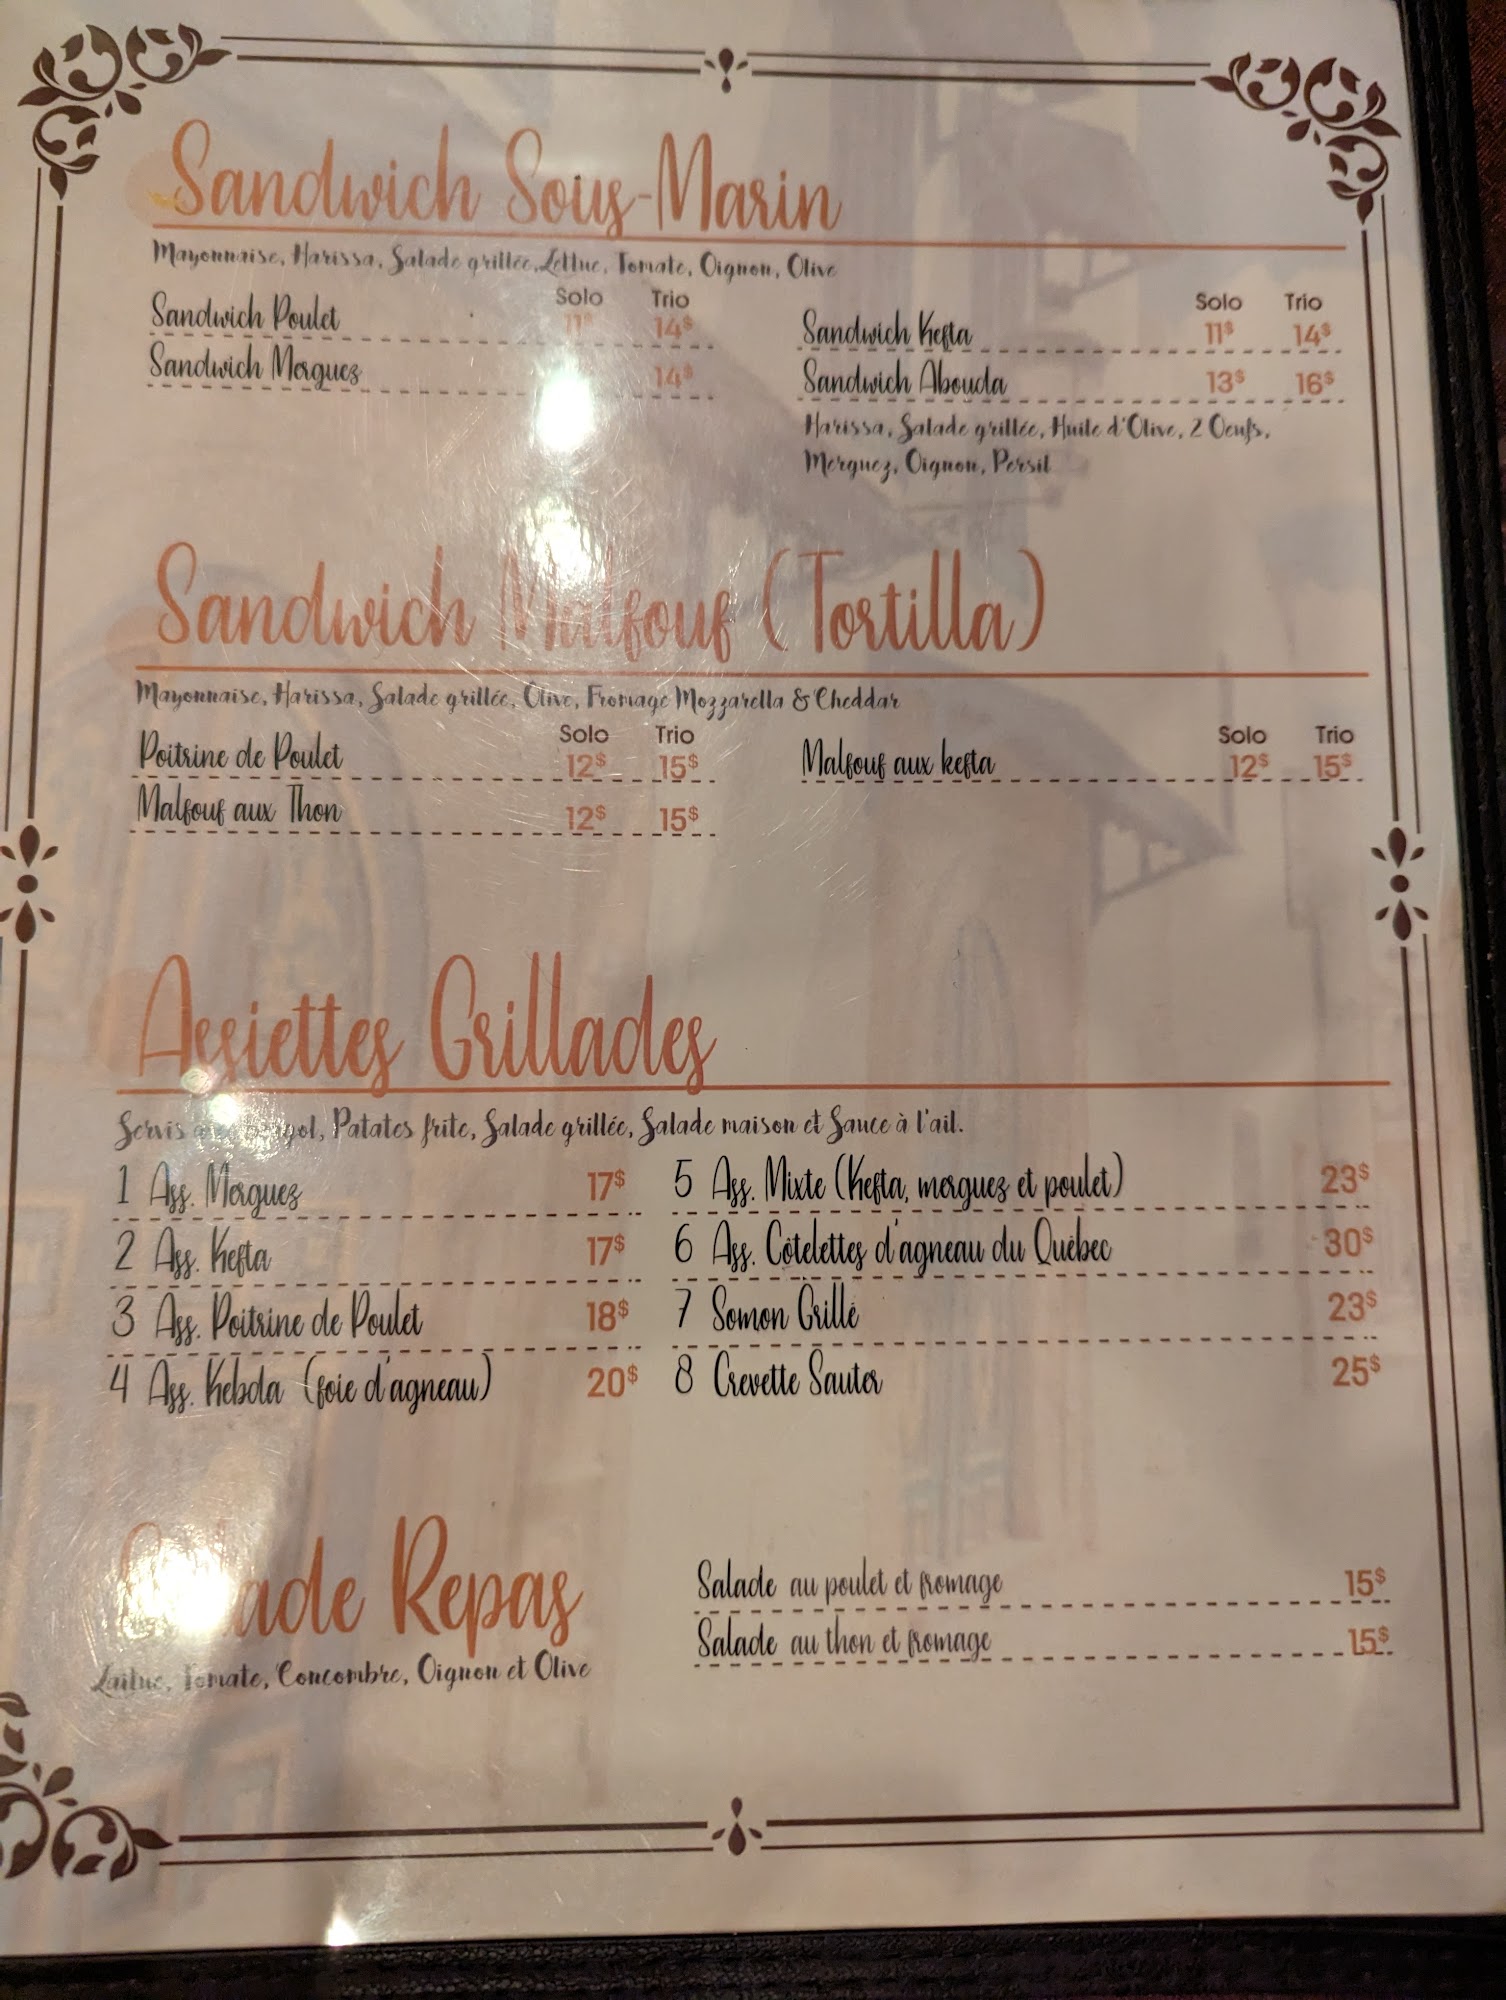 Sandwich Sous-Marin
Mayonnaise, Harissa, Salade grillée, Lettue, Tomate, Oignon, Olive
Solo Trio
Sandwich Poulet 11$ 14$
Sandwich Merguez 14$
Solo Trio
Sandwich Kefta 11$ 14$
Sandwich Abouda 13$ 16$
Harissa, Salade grillée, Huile d'Olive, 2 Oeufs,
Merguez, Oignon, Persil
Sandwich Malfouf (Tortilla)
Mayonnaise, Harissa, Salade grillée, Olive, Fromage Mozzarella & Cheddar
Solo Trio
Poitrine de Poulet 12$ 15$
Malfouf aux Thon 12$ 15$
Solo Trio
Malfouf aux kefta 12$ 15$
Assiettes Grillades
Servis gol, Patates frite, Salade grillée, Salade maison et Sauce à l'ail.
1 Ass. Merguez 17$
2 Ass. Kefta 17$
3 Ass. Poitrine de Poulet 18$
4 Ass. Kebda (foie d'agneau) 20$
5 Ass. Mixte (Kefta, merguez et poulet) 23$
6 Ass. Côtelettes d'agneau du Québec 30$
7 Somon Grillé 23$
8 Crevette Sauter 25$
Salade Repas
Laitue, Tomate, Concombre, Oignon et Olive
Salade au poulet et fromage 15$
Salade au thon et fromage 15$